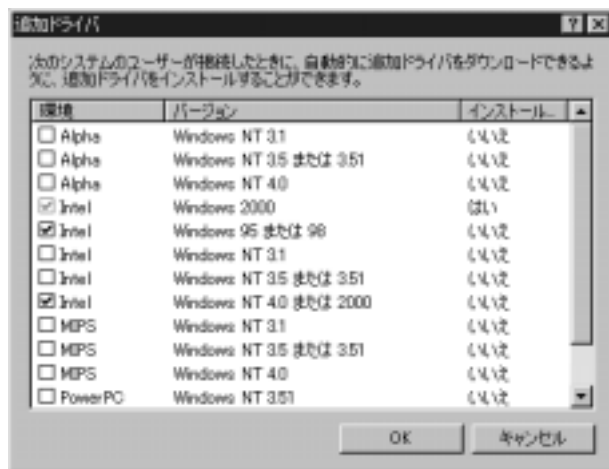 追加ドライバ
次のシステムのユーザーが接続したときに、自動的に追加ドライバをダウンロードできるよ
うに、追加ドライバをインストールすることができます。
環境 バージョン インストール...
Alpha Windows NT 3.1 いいえ
Alpha Windows NT 3.5 または 3.51 いいえ
Alpha Windows NT 4.0 いいえ
Intel Windows 2000 はい
Intel Windows 95 または 98 いいえ
Intel Windows NT 3.1 いいえ
Intel Windows NT 3.5 または 3.51 いいえ
Intel Windows NT 4.0 または 2000 いいえ
MIPS Windows NT 3.1 いいえ
MIPS Windows NT 3.5 または 3.51 いいえ
MIPS Windows NT 4.0 いいえ
PowerPC Windows NT 3.51 いいえ
OK キャンセル